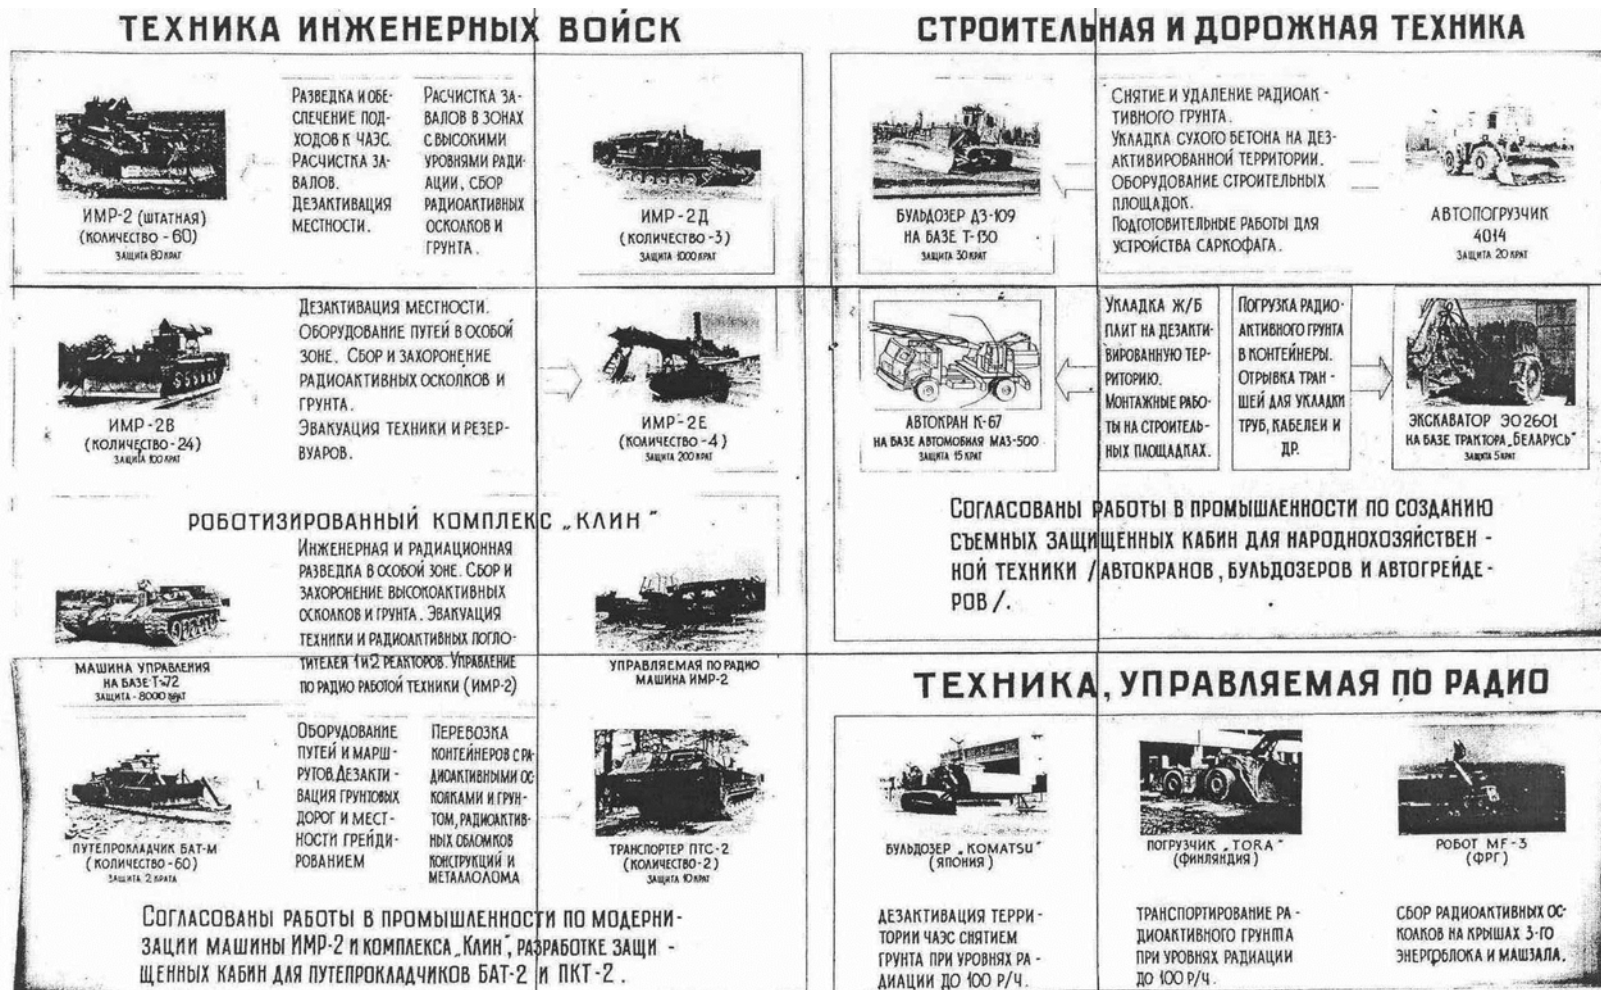 ТЕХНИКА ИНЖЕНЕРНЫХ ВОЙСК
РАЗВЕДКА И ОБЕ-
СПЕЧЕНИЕ ПОД-
ХОДОВ К ЧАЭС.
РАСЧИСТКА ЗА-
ВАЛОВ.
ДЕЗАКТИВАЦИЯ
МЕСТНОСТИ.
РАСЧИСТКА ЗА-
ВАЛОВ В ЗОНАХ
С ВЫСОКИМИ
УРОВНЯМИ РАДИ-
АЦИИ, СБОР
РАДИОАКТИВНЫХ
ОСКОЛКОВ И
ГРУНТА.
ИМР-2 (ШТАТНАЯ)
(КОЛИЧЕСТВО - 60)
ЗАЩИТА 80 КРАТ
ИМР-2Д
(КОЛИЧЕСТВО -3)
ЗАЩИТА 1000 КРАТ
ДЕЗАКТИВАЦИЯ МЕСТНОСТИ.
ОБОРУДОВАНИЕ ПУТЕЙ В ОСОБОЙ
ЗОНЕ. СБОР И ЗАХОРОНЕНИЕ
РАДИОАКТИВНЫХ ОСКОЛКОВ И
ГРУНТА.
ЭВАКУАЦИЯ ТЕХНИКИ И РЕЗЕР-
ВУАРОВ.
ИМР-2В
(КОЛИЧЕСТВО -24)
ЗАЩИТА 100 КРАТ
ИМР-2Е
(КОЛИЧЕСТВО -4)
ЗАЩИТА 200 КРАТ
РОБОТИЗИРОВАННЫЙ КОМПЛЕКС „КЛИН"
ИНЖЕНЕРНАЯ И РАДИАЦИОННАЯ
РАЗВЕДКА В ОСОБОЙ ЗОНЕ. СБОР И
ЗАХОРОНЕНИЕ ВЫСОКОАКТИВНЫХ
ОСКОЛКОВ И ГРУНТА. ЭВАКУАЦИЯ
ТЕХНИКИ И РАДИОАКТИВНЫХ ПОГЛО-
ТИТЕЛЕЙ 1 И 2 РЕАКТОРОВ. УПРАВЛЕНИЕ
ПО РАДИО РАБОТОЙ ТЕХНИКИ (ИМР-2)
МАШИНА УПРАВЛЕНИЯ
НА БАЗЕ Т-72
ЗАЩИТА - 8000 КРАТ
УПРАВЛЯЕМАЯ ПО РАДИО
МАШИНА ИМР-2
ОБОРУДОВАНИЕ
ПУТЕЙ И МАРШ-
РУТОВ. ДЕЗАКТИ-
ВАЦИЯ ГРУНТОВЫХ
ДОРОГ И МЕСТ-
НОСТИ ГРЕЙДИ-
РОВАНИЕМ
ПЕРЕВОЗКА
КОНТЕЙНЕРОВ С РА-
ДИОАКТИВНЫМИ ОС-
КОЛКАМИ И ГРУН-
ТОМ, РАДИОАКТИВ-
НЫХ ОБЛОМКОВ
КОНСТРУКЦИЙ И
МЕТАЛЛОЛОМА
ПУТЕПРОКЛАДЧИК БАТ-М
(КОЛИЧЕСТВО -60)
ЗАЩИТА 2 КРАТА
ТРАНСПОРТЕР ПТС-2
(КОЛИЧЕСТВО -2)
ЗАЩИТА 10 КРАТ
СОГЛАСОВАНЫ РАБОТЫ В ПРОМЫШЛЕННОСТИ ПО МОДЕРНИ-
ЗАЦИИ МАШИНЫ ИМР-2 И КОМПЛЕКСА „КЛИН", РАЗРАБОТКЕ ЗАЩИ -
ЩЕННЫХ КАБИН ДЛЯ ПУТЕПРОКЛАДЧИКОВ БАТ-2 И ПКТ-2.
СТРОИТЕЛЬНАЯ И ДОРОЖНАЯ ТЕХНИКА
СНЯТИЕ И УДАЛЕНИЕ РАДИОАК -
ТИВНОГО ГРУНТА.
УКЛАДКА СУХОГО БЕТОНА НА ДЕЗ-
АКТИВИРОВАННОЙ ТЕРРИТОРИИ.
ОБОРУДОВАНИЕ СТРОИТЕЛЬНЫХ
ПЛОЩАДОК.
ПОДГОТОВИТЕЛЬНЫЕ РАБОТЫ ДЛЯ
УСТРОЙСТВА САРКОФАГА.
БУЛЬДОЗЕР ДЗ-109
НА БАЗЕ Т-130
ЗАЩИТА 30 КРАТ
АВТОПОГРУЗЧИК
4014
ЗАЩИТА 20 КРАТ
УКЛАДКА Ж/Б
ПЛИТ НА ДЕЗАКТИ-
ВИРОВАННУЮ ТЕР-
РИТОРИЮ.
МОНТАЖНЫЕ РАБО-
ТЫ НА СТРОИТЕЛЬ-
НЫХ ПЛОЩАДКАХ.
ПОГРУЗКА РАДИО-
АКТИВНОГО ГРУНТА
В КОНТЕЙНЕРЫ.
ОТРЫВКА ТРАН -
ШЕЙ ДЛЯ УКЛАДКИ
ТРУБ, КАБЕЛЕЙ И
ДР.
АВТОКРАН К-67
НА БАЗЕ АВТОМОБИЛЯ МАЗ-500
ЗАЩИТА 15 КРАТ
ЭКСКАВАТОР ЭО2601
НА БАЗЕ ТРАКТОРА „БЕЛАРУСЬ"
ЗАЩИТА 5 КРАТ
СОГЛАСОВАНЫ РАБОТЫ В ПРОМЫШЛЕННОСТИ ПО СОЗДАНИЮ
СЪЕМНЫХ ЗАЩИЩЕННЫХ КАБИН ДЛЯ НАРОДНОХОЗЯЙСТВЕН -
НОЙ ТЕХНИКИ /АВТОКРАНОВ, БУЛЬДОЗЕРОВ И АВТОГРЕЙДЕ -
РОВ/.
ТЕХНИКА, УПРАВЛЯЕМАЯ ПО РАДИО
БУЛЬДОЗЕР „KOMATSU"
(ЯПОНИЯ)
ПОГРУЗЧИК „TORA"
(ФИНЛЯНДИЯ)
РОБОТ MF-3
(ФРГ)
ДЕЗАКТИВАЦИЯ ТЕРРИ -
ТОРИИ ЧАЭС СНЯТИЕМ
ГРУНТА ПРИ УРОВНЯХ РА -
ДИАЦИИ ДО 100 Р/Ч.
ТРАНСПОРТИРОВАНИЕ РА -
ДИОАКТИВНОГО ГРУНТА
ПРИ УРОВНЯХ РАДИАЦИИ
ДО 100 Р/Ч.
СБОР РАДИОАКТИВНЫХ ОС-
КОЛКОВ НА КРЫШАХ 3-ГО
ЭНЕРГОБЛОКА И МАШЗАЛА.